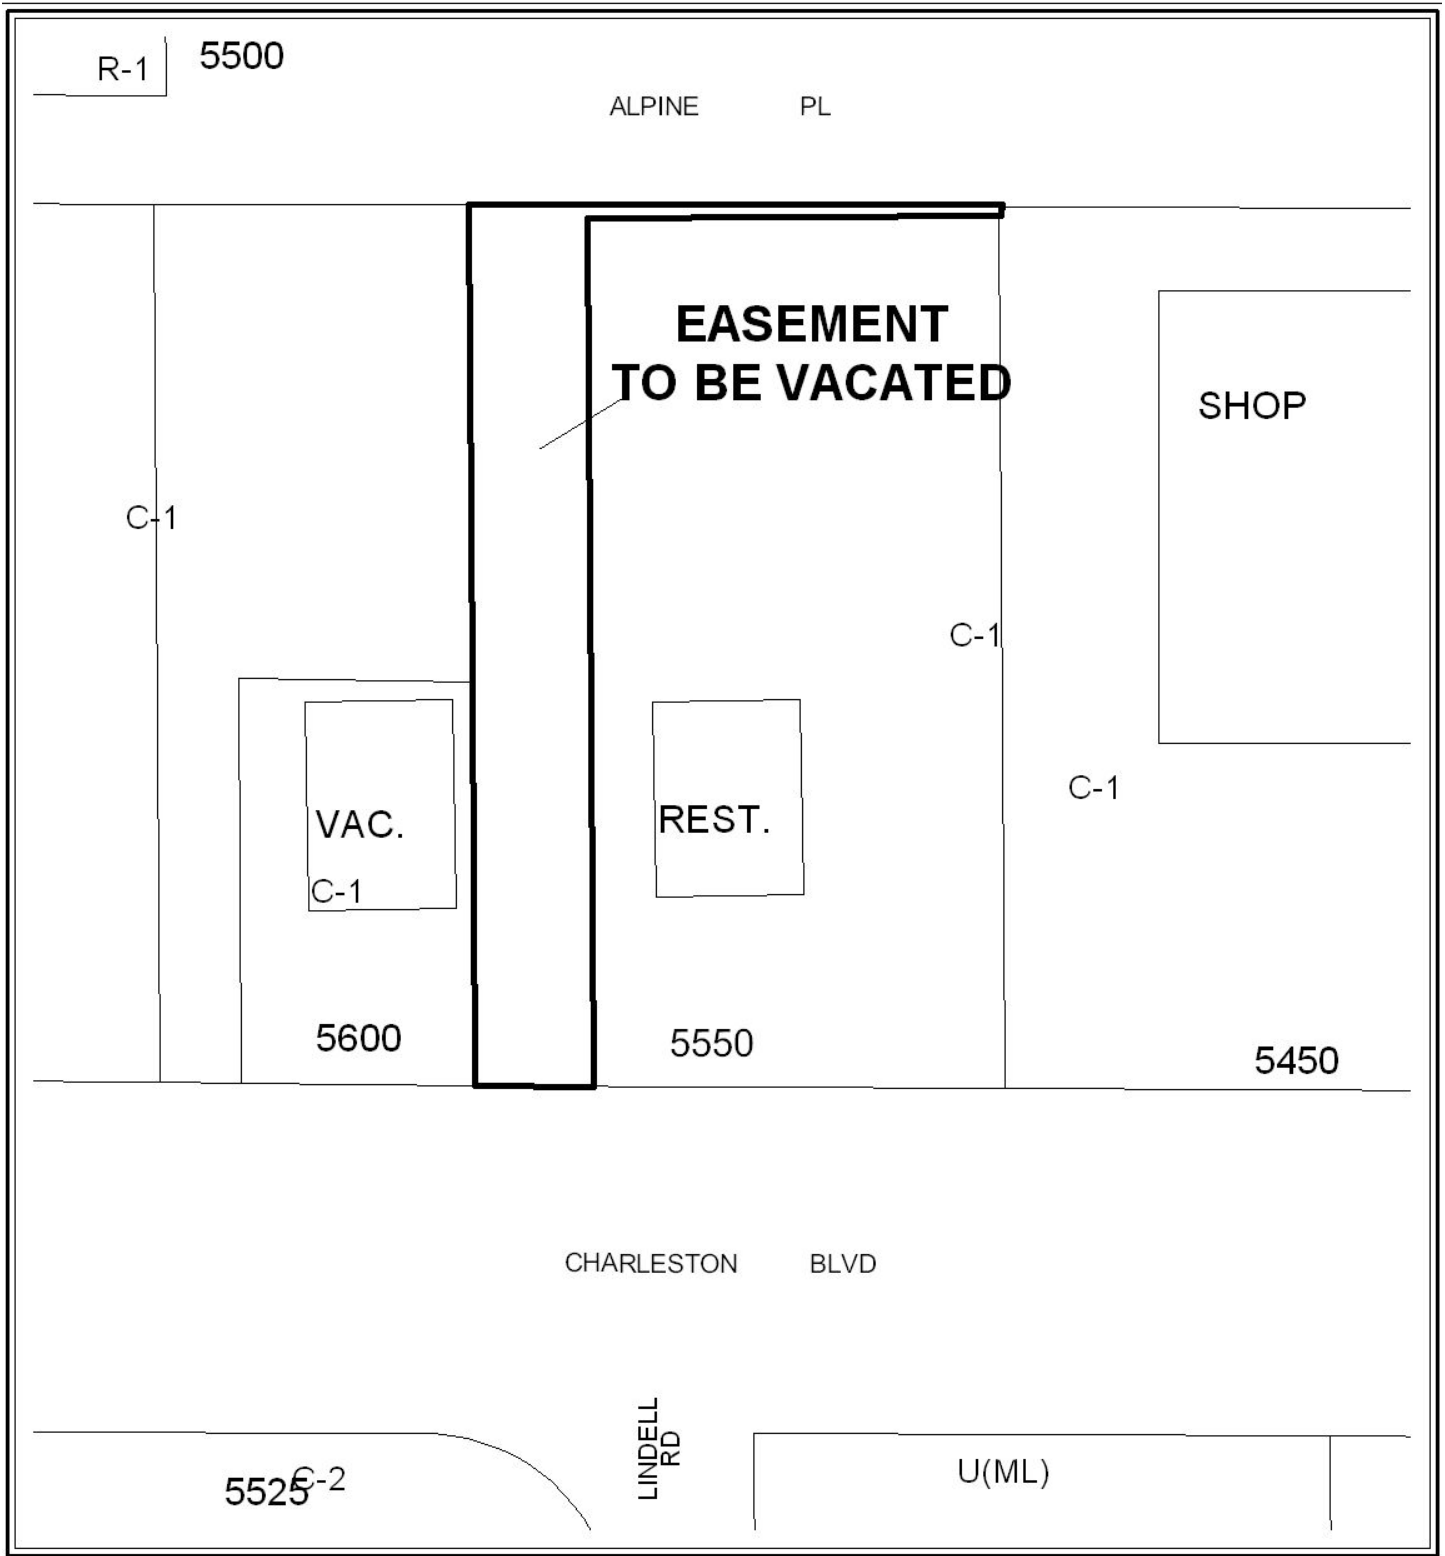 R-1
5500
ALPINE PL
EASEMENT
TO BE VACATED
SHOP
C-1
C-1
C-1
VAC.
REST.
C-1
5600
5550
5450
CHARLESTON BLVD
LINDELL
RD
5525
C-2
U(ML)